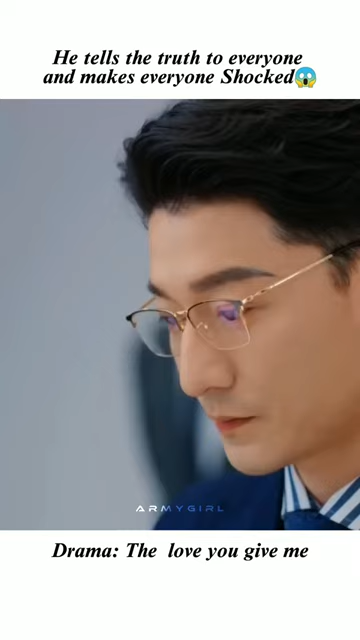 He tells the truth to everyone
and makes everyone Shocked😱
ARMYGIRL
Drama: The love you give me